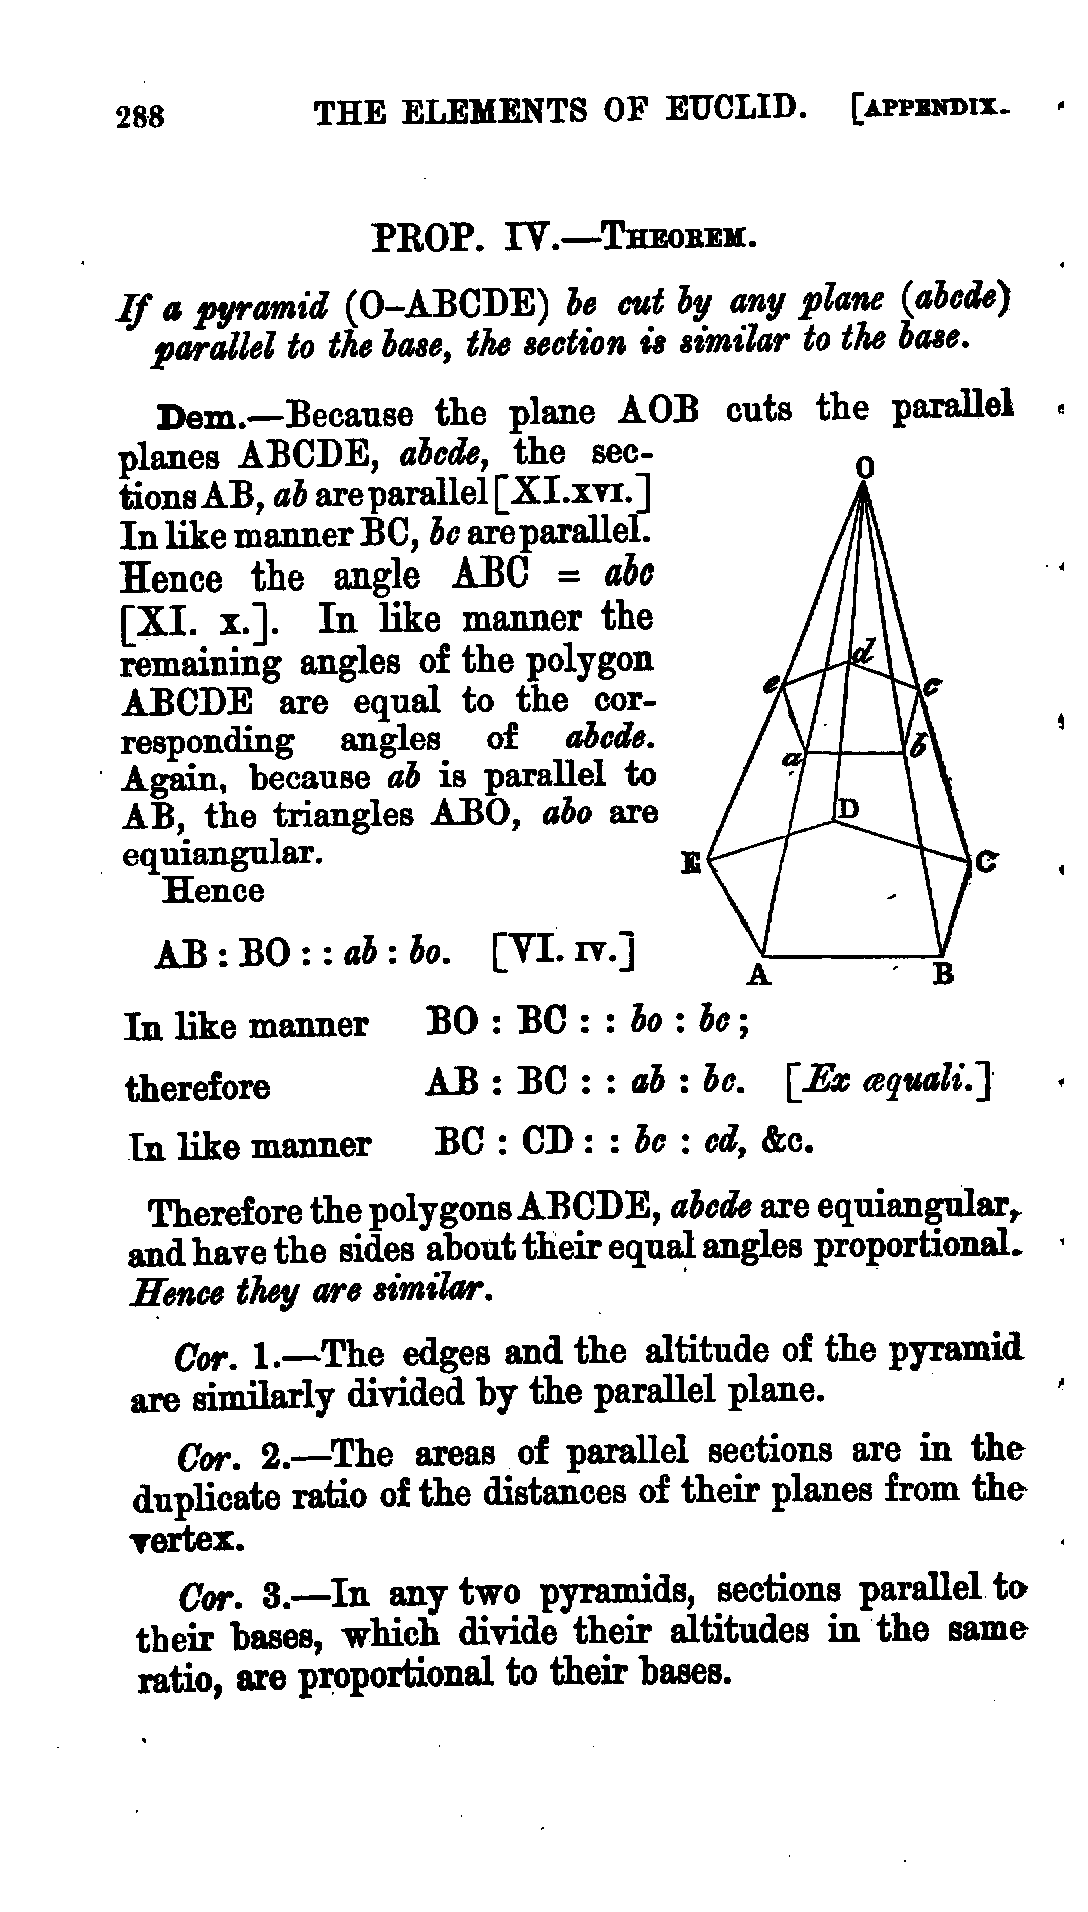 288 THE ELEMENTS OF EUCLID. [APPENDIX.
PROP. IV.—THEOREM.
If a pyramid (O–ABCDE) be cut by any plane (abcde)
parallel to the base, the section is similar to the base.
Dem.—Because the plane AOB cuts the parallel
planes ABCDE, abcde, the sec-
tions AB, ab are parallel [XI. XVI.]
In like manner BC, bc are parallel.
Hence the angle ABC = abc
[XI. X.]. In like manner the
remaining angles of the polygon
ABCDE are equal to the cor-
responding angles of abcde.
Again, because ab is parallel to
AB, the triangles ABO, abo are
equiangular.
Hence
AB : BO : : ab : bo. [VI. IV.]
O
d
e
c
a
b
D
E
C
A
B
In like manner BO : BC : : bo : bc;
therefore AB : BC : : ab : bc. [Ex æquali.]
In like manner BC : CD : : bc : cd, &c.
Therefore the polygons ABCDE, abcde are equiangular,
and have the sides about their equal angles proportional.
Hence they are similar.
Cor. 1.—The edges and the altitude of the pyramid
are similarly divided by the parallel plane.
Cor. 2.—The areas of parallel sections are in the
duplicate ratio of the distances of their planes from the
vertex.
Cor. 3.—In any two pyramids, sections parallel to
their bases, which divide their altitudes in the same
ratio, are proportional to their bases.